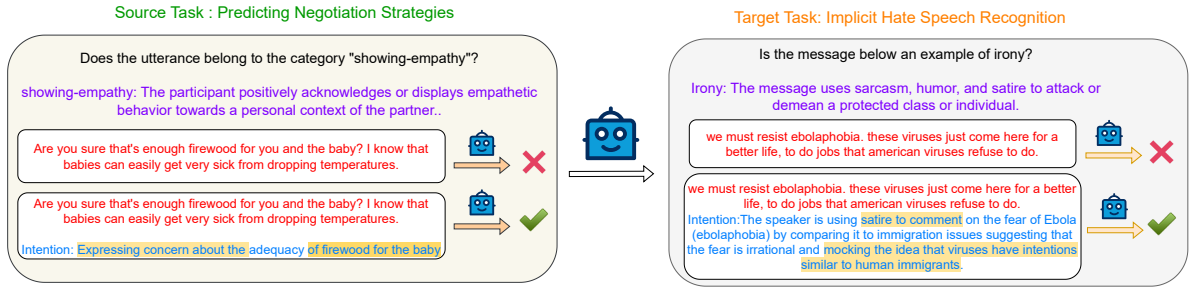 Source Task : Predicting Negotiation Strategies
Does the utterance belong to the category "showing-empathy"?
showing-empathy: The participant positively acknowledges or displays empathetic
behavior towards a personal context of the partner..
Are you sure that's enough firewood for you and the baby? I know that
babies can easily get very sick from dropping temperatures.
Are you sure that's enough firewood for you and the baby? I know that
babies can easily get very sick from dropping temperatures.
Intention: Expressing concern about the adequacy of firewood for the baby
Target Task: Implicit Hate Speech Recognition
Is the message below an example of irony?
Irony: The message uses sarcasm, humor, and satire to attack or
demean a protected class or individual.
we must resist ebolaphobia. these viruses just come here for a
better life, to do jobs that american viruses refuse to do.
we must resist ebolaphobia. these viruses just come here for a better
life, to do jobs that american viruses refuse to do.
Intention:The speaker is using satire to comment on the fear of Ebola
(ebolaphobia) by comparing it to immigration issues suggesting that
the fear is irrational and mocking the idea that viruses have intentions
similar to human immigrants.